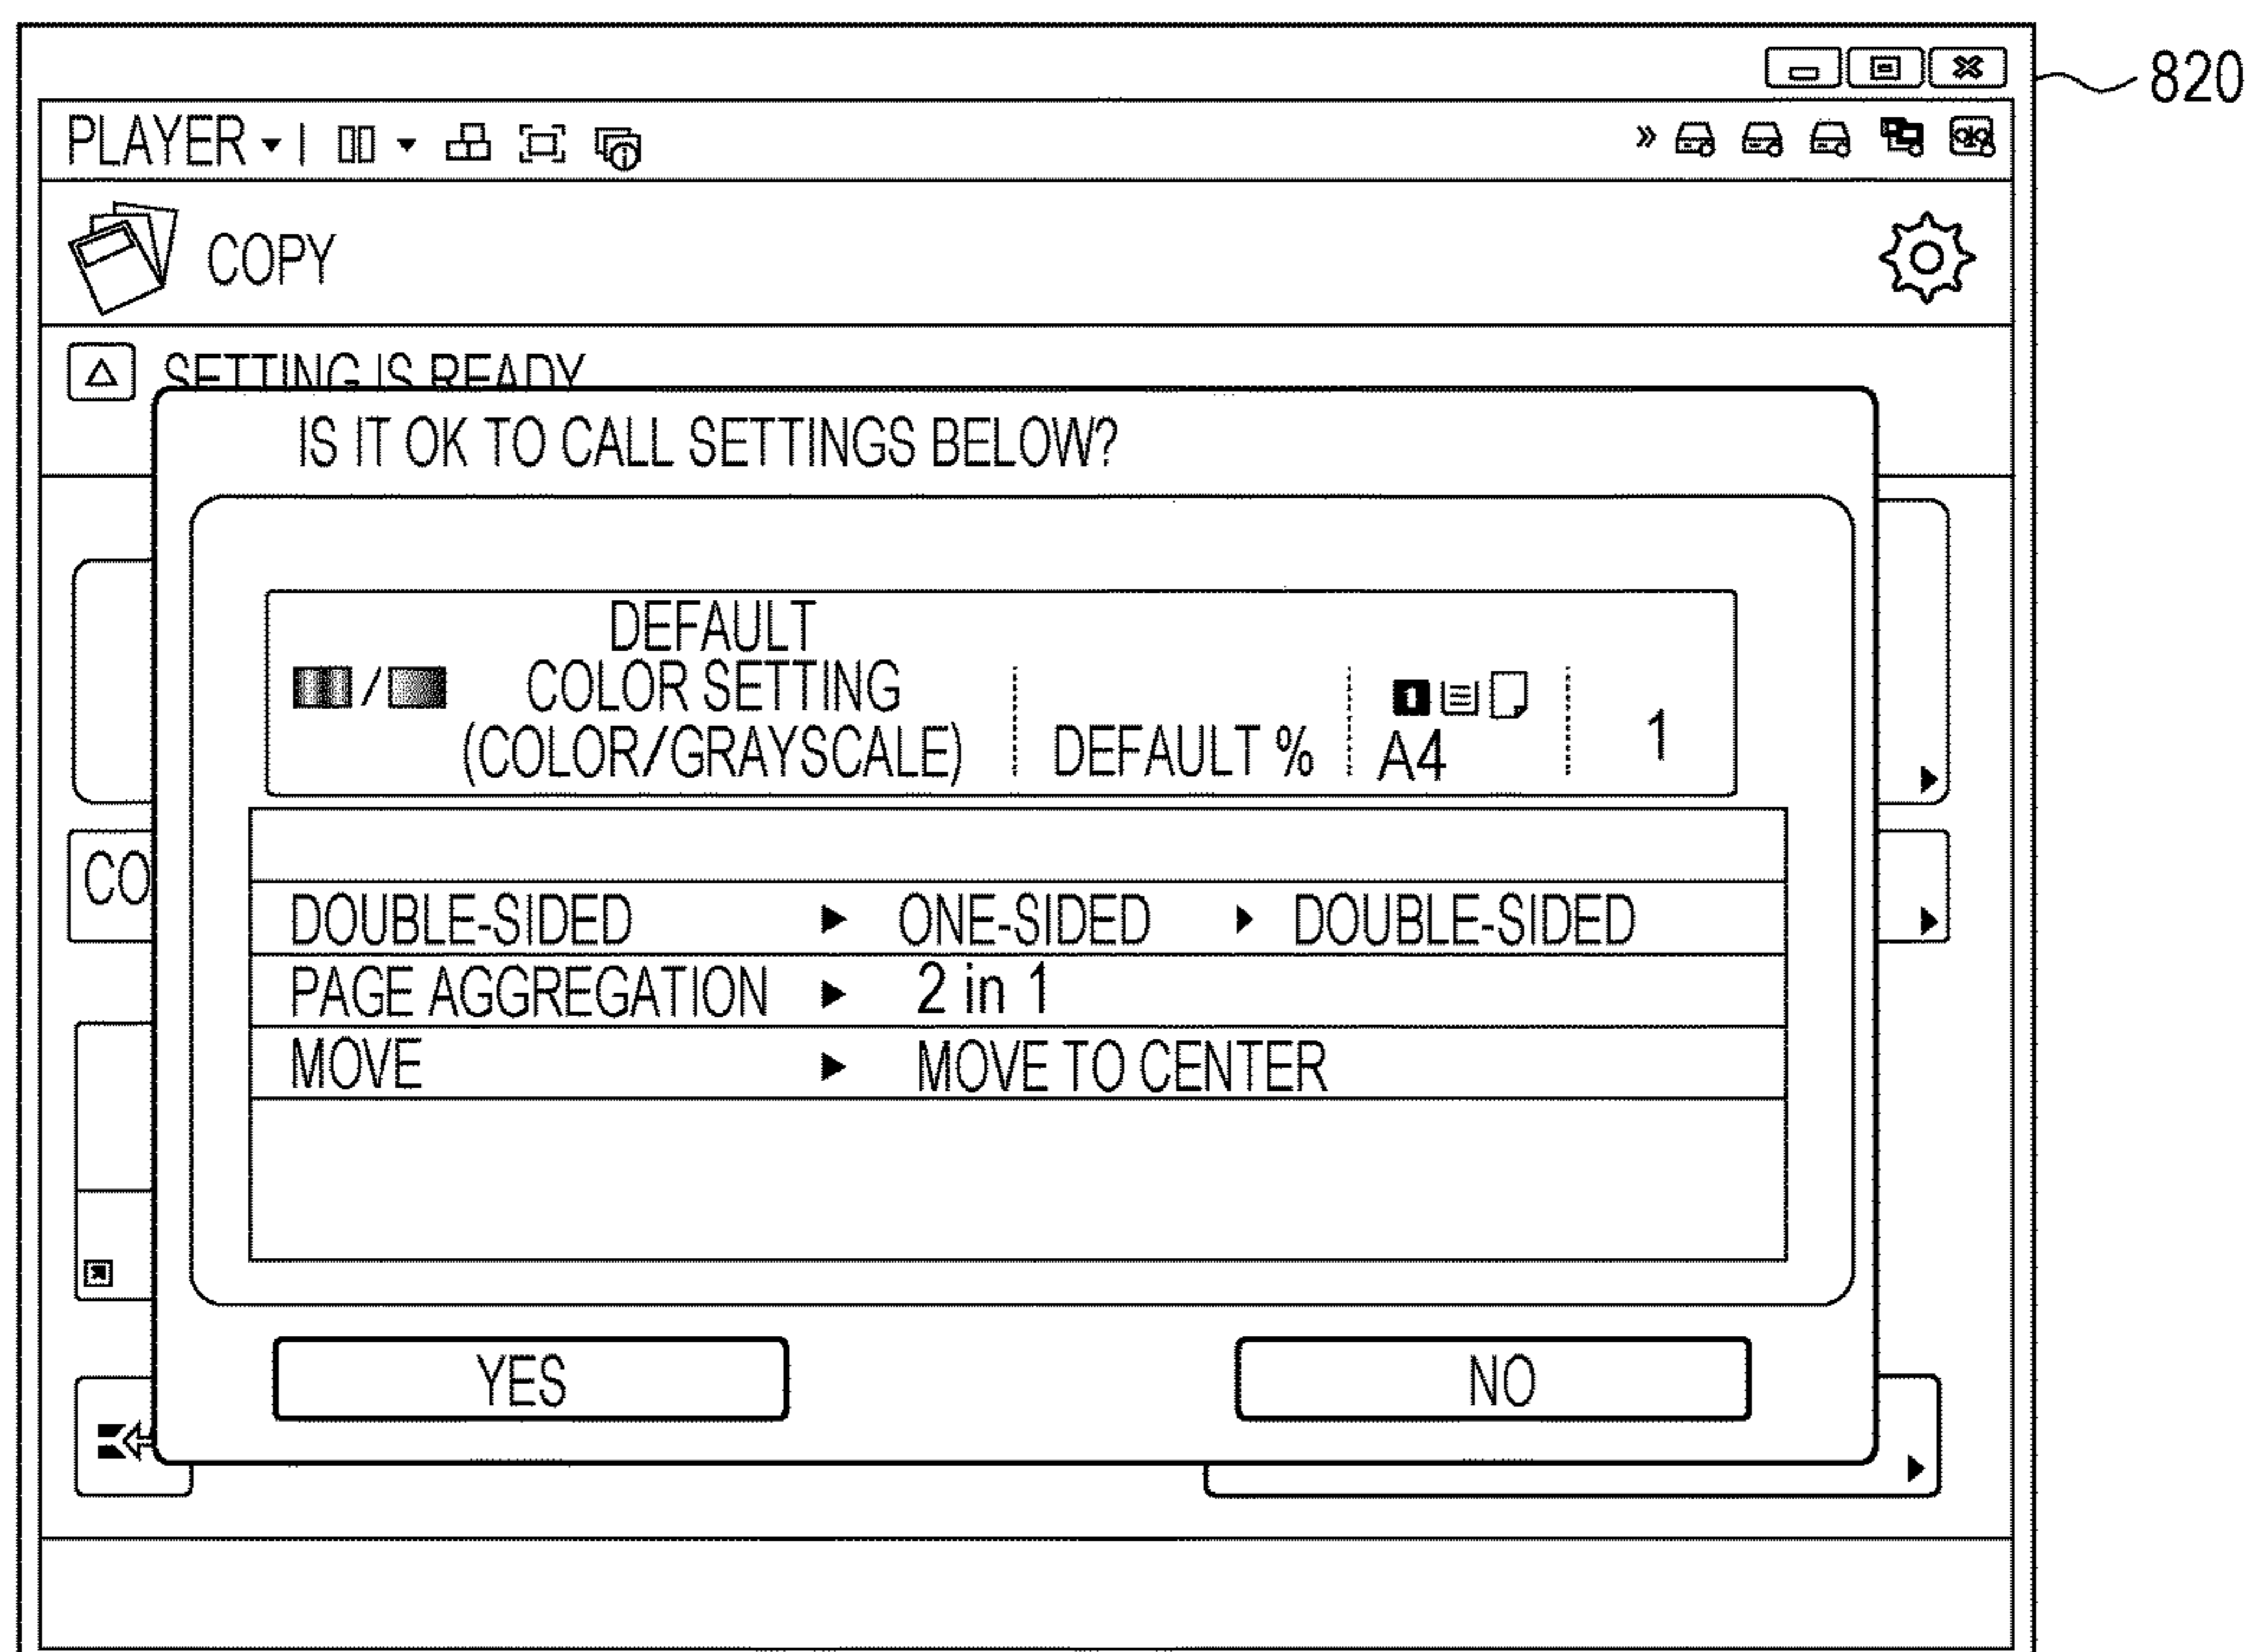 820
PLAYER
COPY
SETTING IS READY
IS IT OK TO CALL SETTINGS BELOW?
DEFAULT
COLOR SETTING
(COLOR/GRAYSCALE)
DEFAULT %
1
A4
1
CO
DOUBLE-SIDED ▶ ONE-SIDED ▶ DOUBLE-SIDED
PAGE AGGREGATION ▶ 2 in 1
MOVE ▶ MOVE TO CENTER
YES
NO